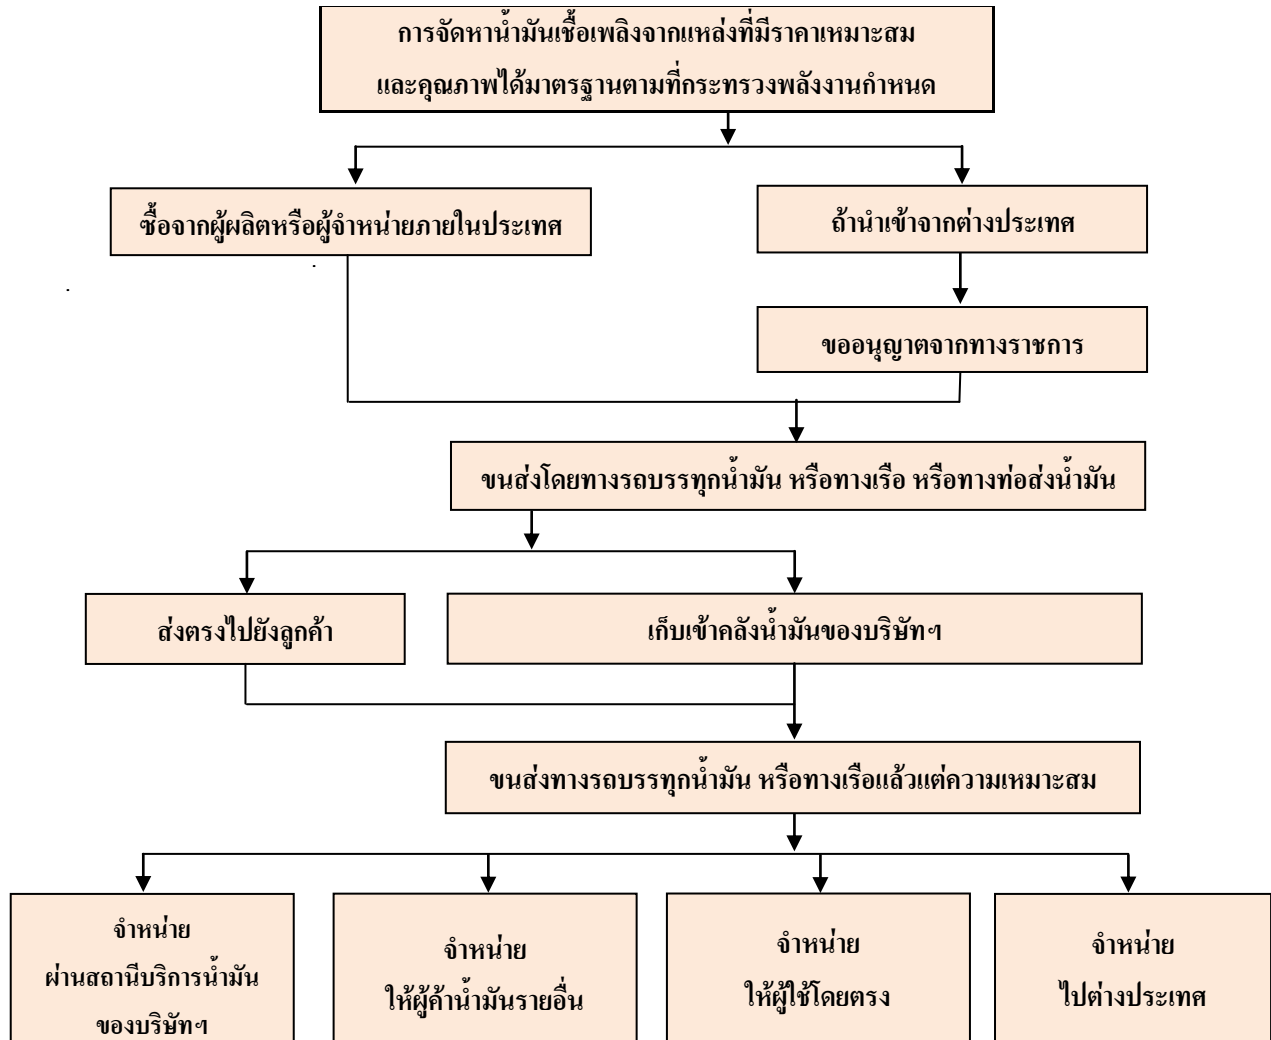 การจัดหาน้ำมันเชื้อเพลิงจากแหล่งที่มีราคาเหมาะสม
และคุณภาพได้มาตรฐานตามที่กระทรวงพลังงานกำหนด
ซื้อจากผู้ผลิตหรือผู้จำหน่ายภายในประเทศ
ถ้านำเข้าจากต่างประเทศ
ขออนุญาตจากทางราชการ
ขนส่งโดยทางรถบรรทุกน้ำมัน หรือทางเรือ หรือทางท่อส่งน้ำมัน
ส่งตรงไปยังลูกค้า
เก็บเข้าคลังน้ำมันของบริษัทฯ
ขนส่งทางรถบรรทุกน้ำมัน หรือทางเรือแล้วแต่ความเหมาะสม
จำหน่าย
ผ่านสถานีบริการน้ำมัน
ของบริษัทฯ
จำหน่าย
ให้ผู้ค้าน้ำมันรายอื่น
จำหน่าย
ให้ผู้ใช้โดยตรง
จำหน่าย
ไปต่างประเทศ